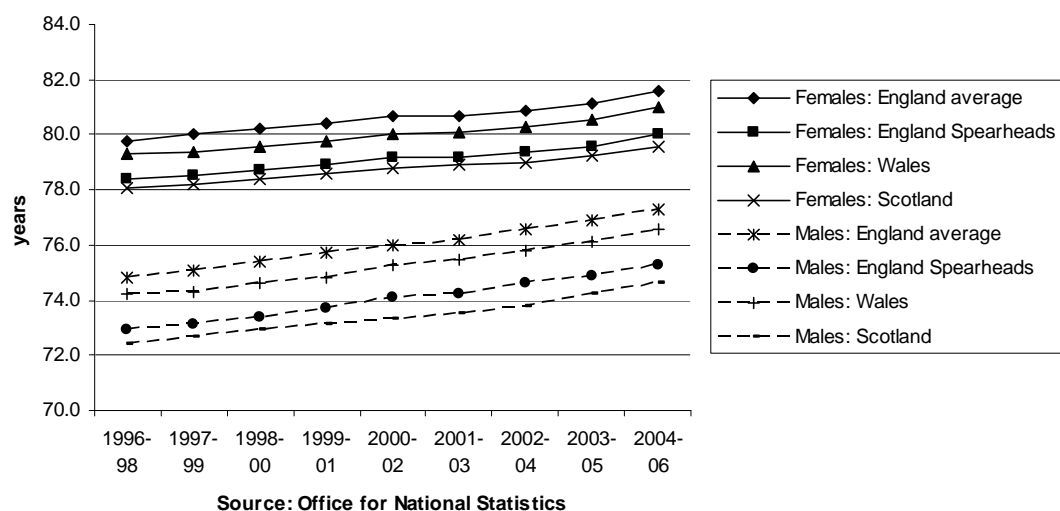 84.0
82.0
80.0
78.0
76.0
74.0
72.0
70.0
years
1996-
98
1997-
99
1998-
00
1999-
01
2000-
02
2001-
03
2002-
04
2003-
05
2004-
06
Source: Office for National Statistics
Females: England average
Females: England Spearheads
Females: Wales
Females: Scotland
Males: England average
Males: England Spearheads
Males: Wales
Males: Scotland